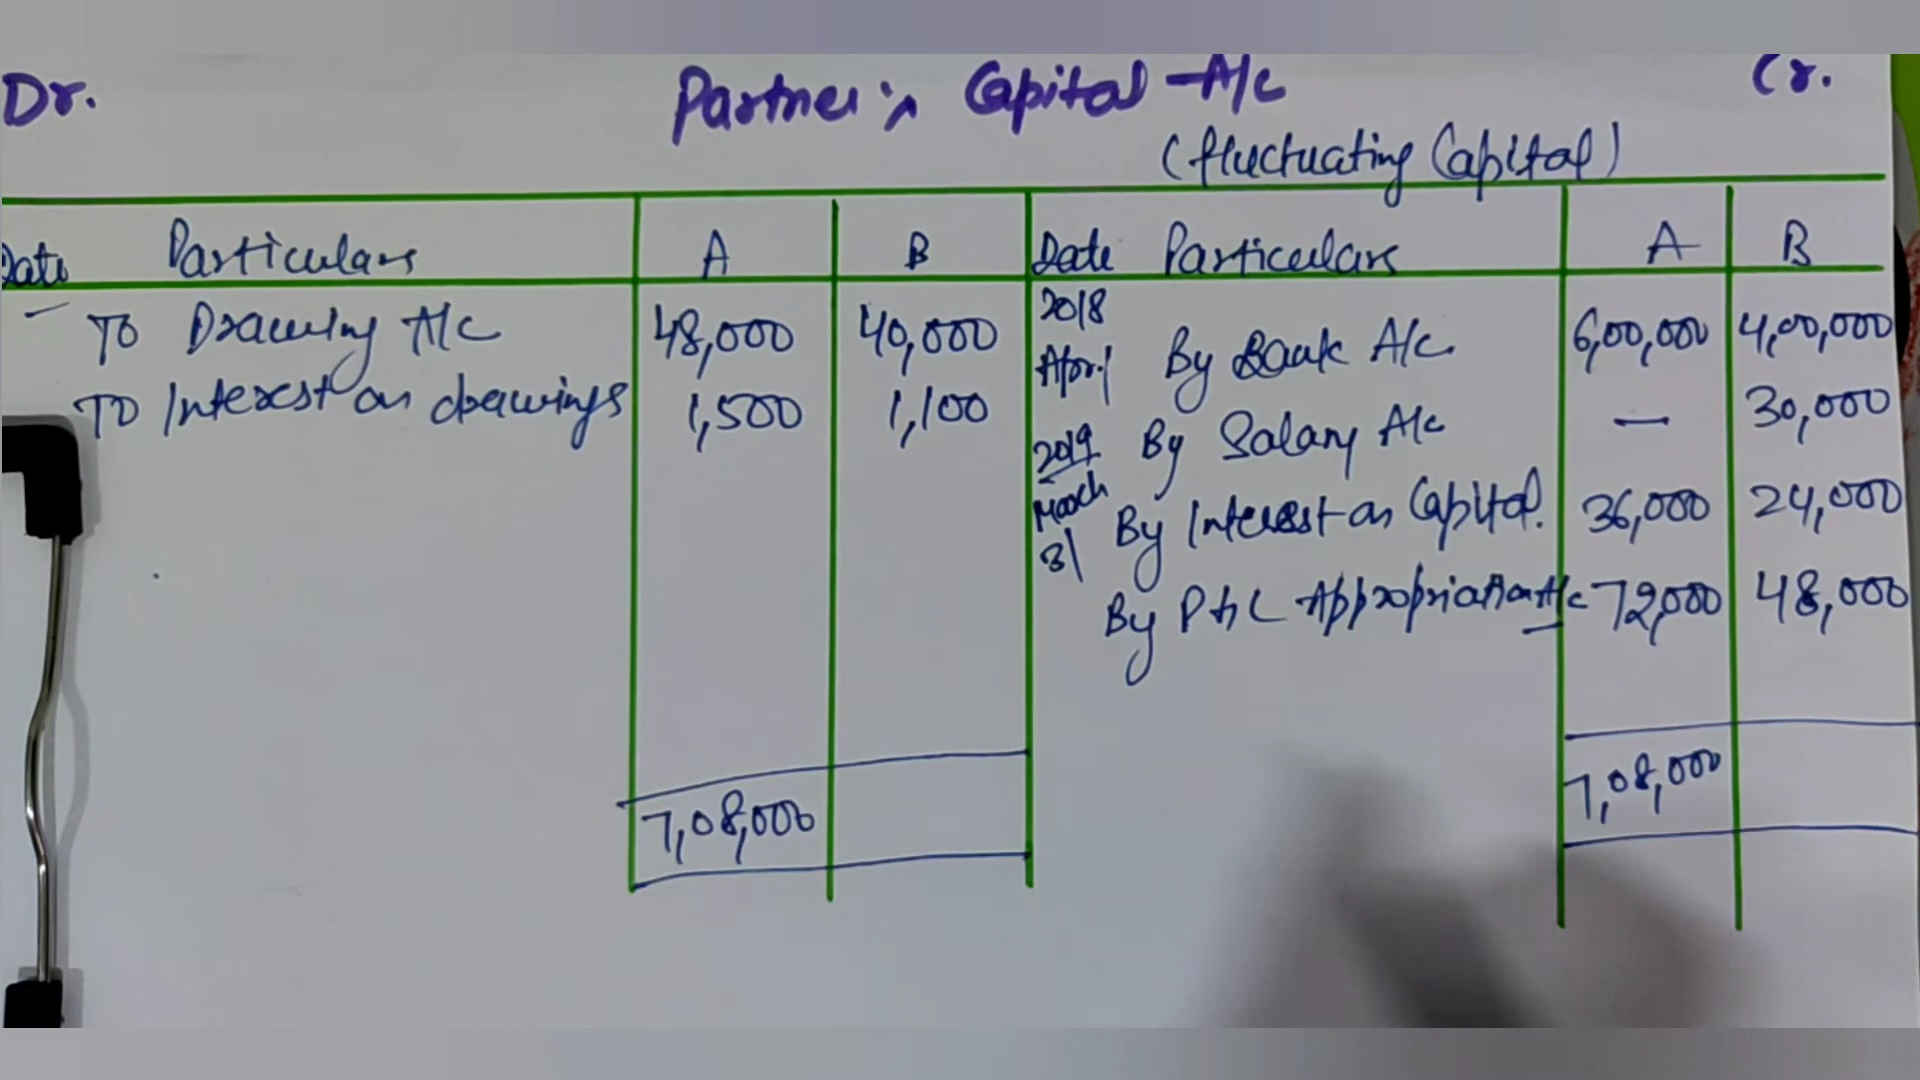 Dr. Partner's Capital A/c Cr.
(fluctuating Capital)
Date Particulars A B Date Particulars A B
To Drawing A/c 48,000 40,000 2018 Apr.1 By Bank A/c 6,00,000 4,00,000
To Interest on drawings 1,500 1,100 2019 March 31 By Salary A/c — 30,000
By Interest on Capital. 36,000 24,000
By P & L Appropriation A/c 72,000 48,000
7,08,000 7,08,000